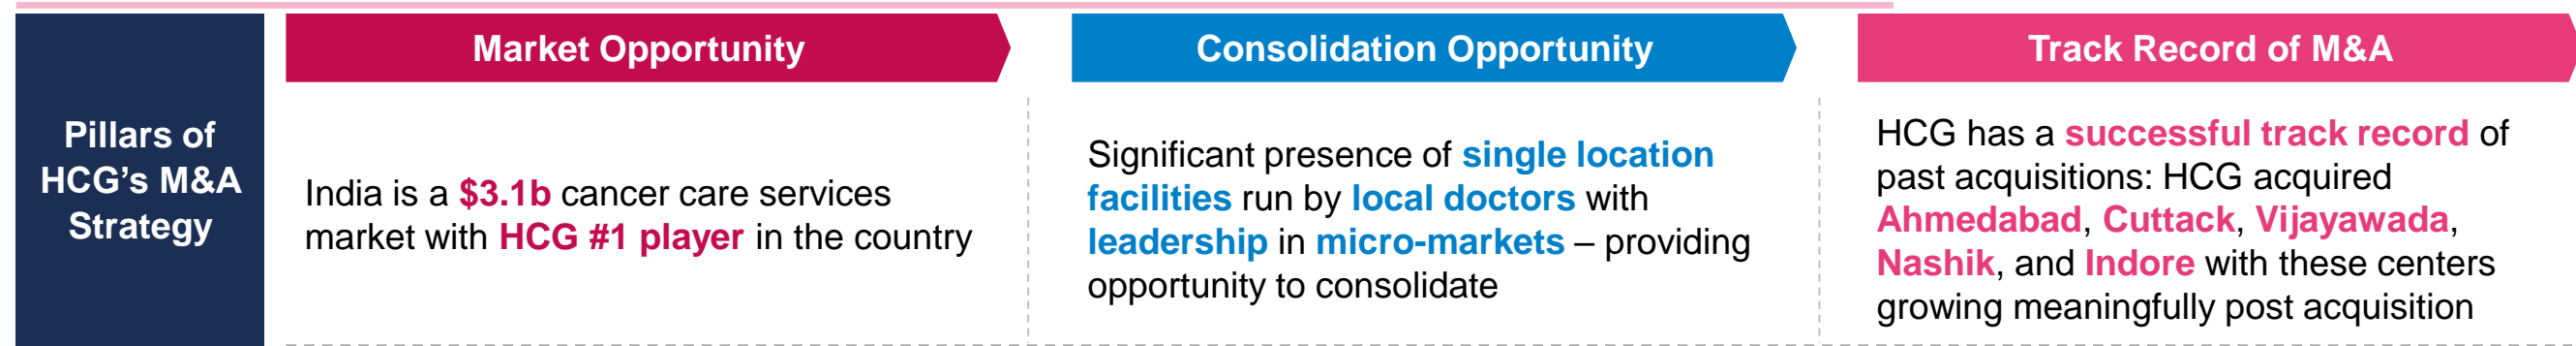 Pillars of
HCG’s M&A
Strategy
Market Opportunity
India is a $3.1b cancer care services
market with HCG #1 player in the country
Consolidation Opportunity
Significant presence of single location
facilities run by local doctors with
leadership in micro-markets – providing
opportunity to consolidate
Track Record of M&A
HCG has a successful track record of
past acquisitions: HCG acquired
Ahmedabad, Cuttack, Vijayawada,
Nashik, and Indore with these centers
growing meaningfully post acquisition